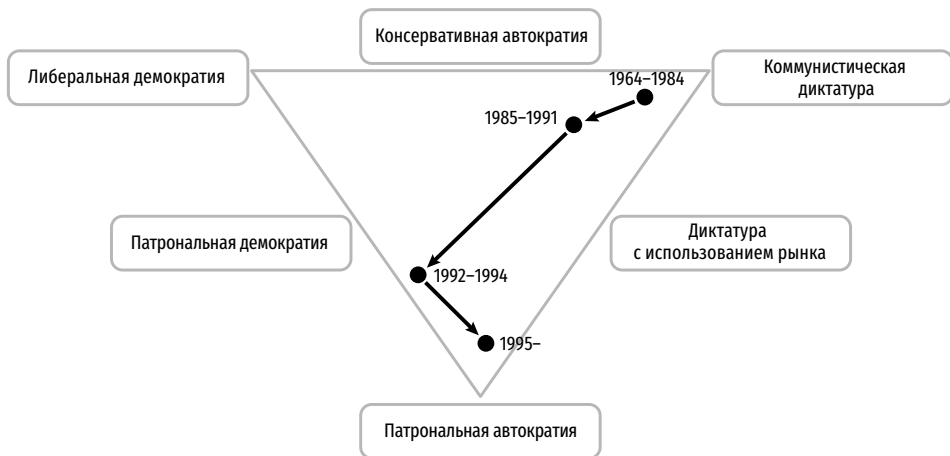 Консервативная автократия
Либеральная демократия
Коммунистическая
диктатура
1964–1984
1985–1991
Патрональная демократия
Диктатура
с использованием рынка
1992–1994
1995–
Патрональная автократия